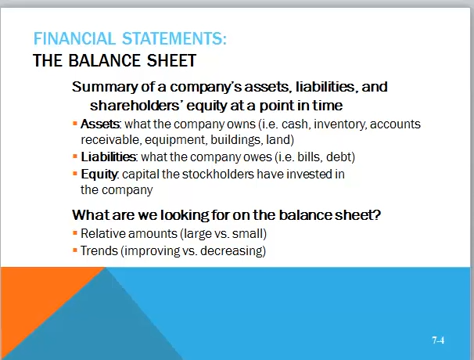 FINANCIAL STATEMENTS:
THE BALANCE SHEET
Summary of a company's assets, liabilities, and
shareholders' equity at a point in time
▪ Assets: what the company owns (i.e. cash, inventory, accounts
receivable, equipment, buildings, land)
▪ Liabilities: what the company owes (i.e. bills, debt)
▪ Equity: capital the stockholders have invested in
the company
What are we looking for on the balance sheet?
▪ Relative amounts (large vs. small)
▪ Trends (improving vs. decreasing)
7-4